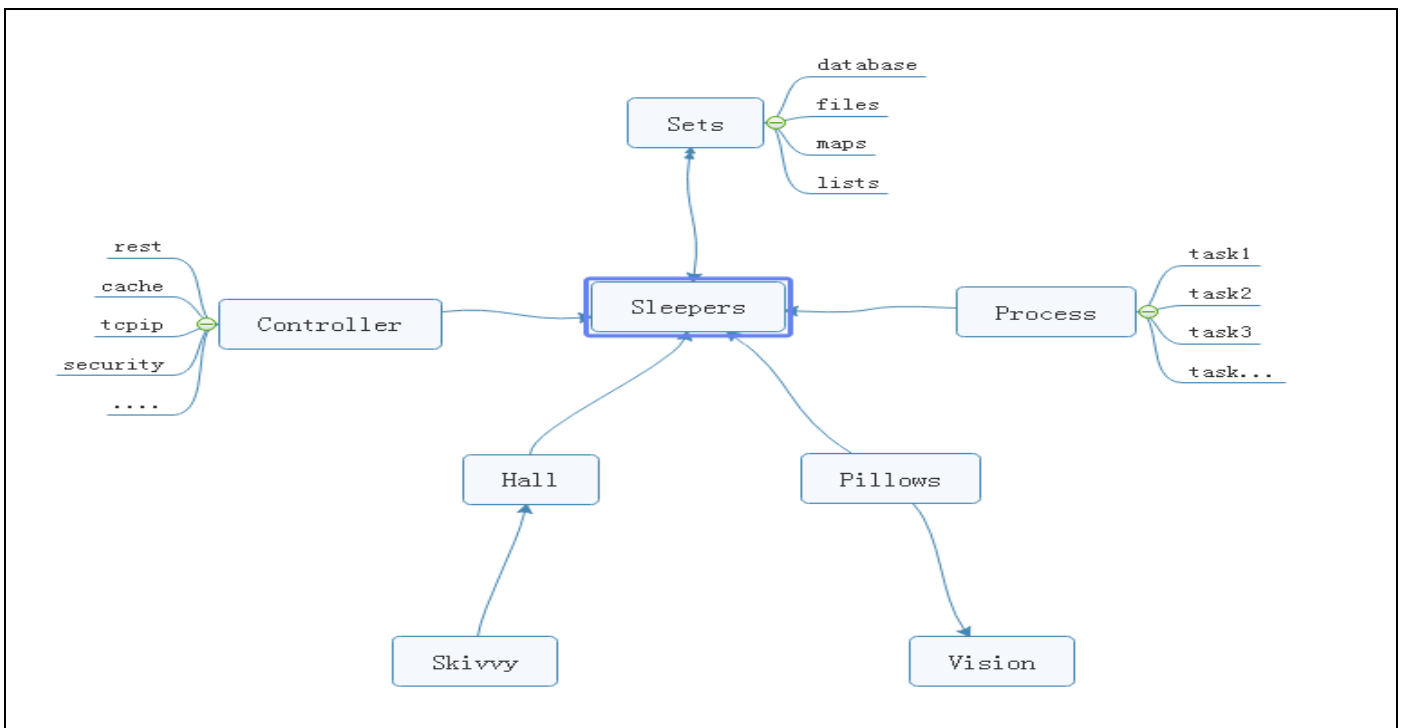 database
files
Sets
maps
lists
rest
cache
tcpip
security
....
Controller
Sleepers
Process
task1
task2
task3
task...
Hall
Pillows
Skivvy
Vision